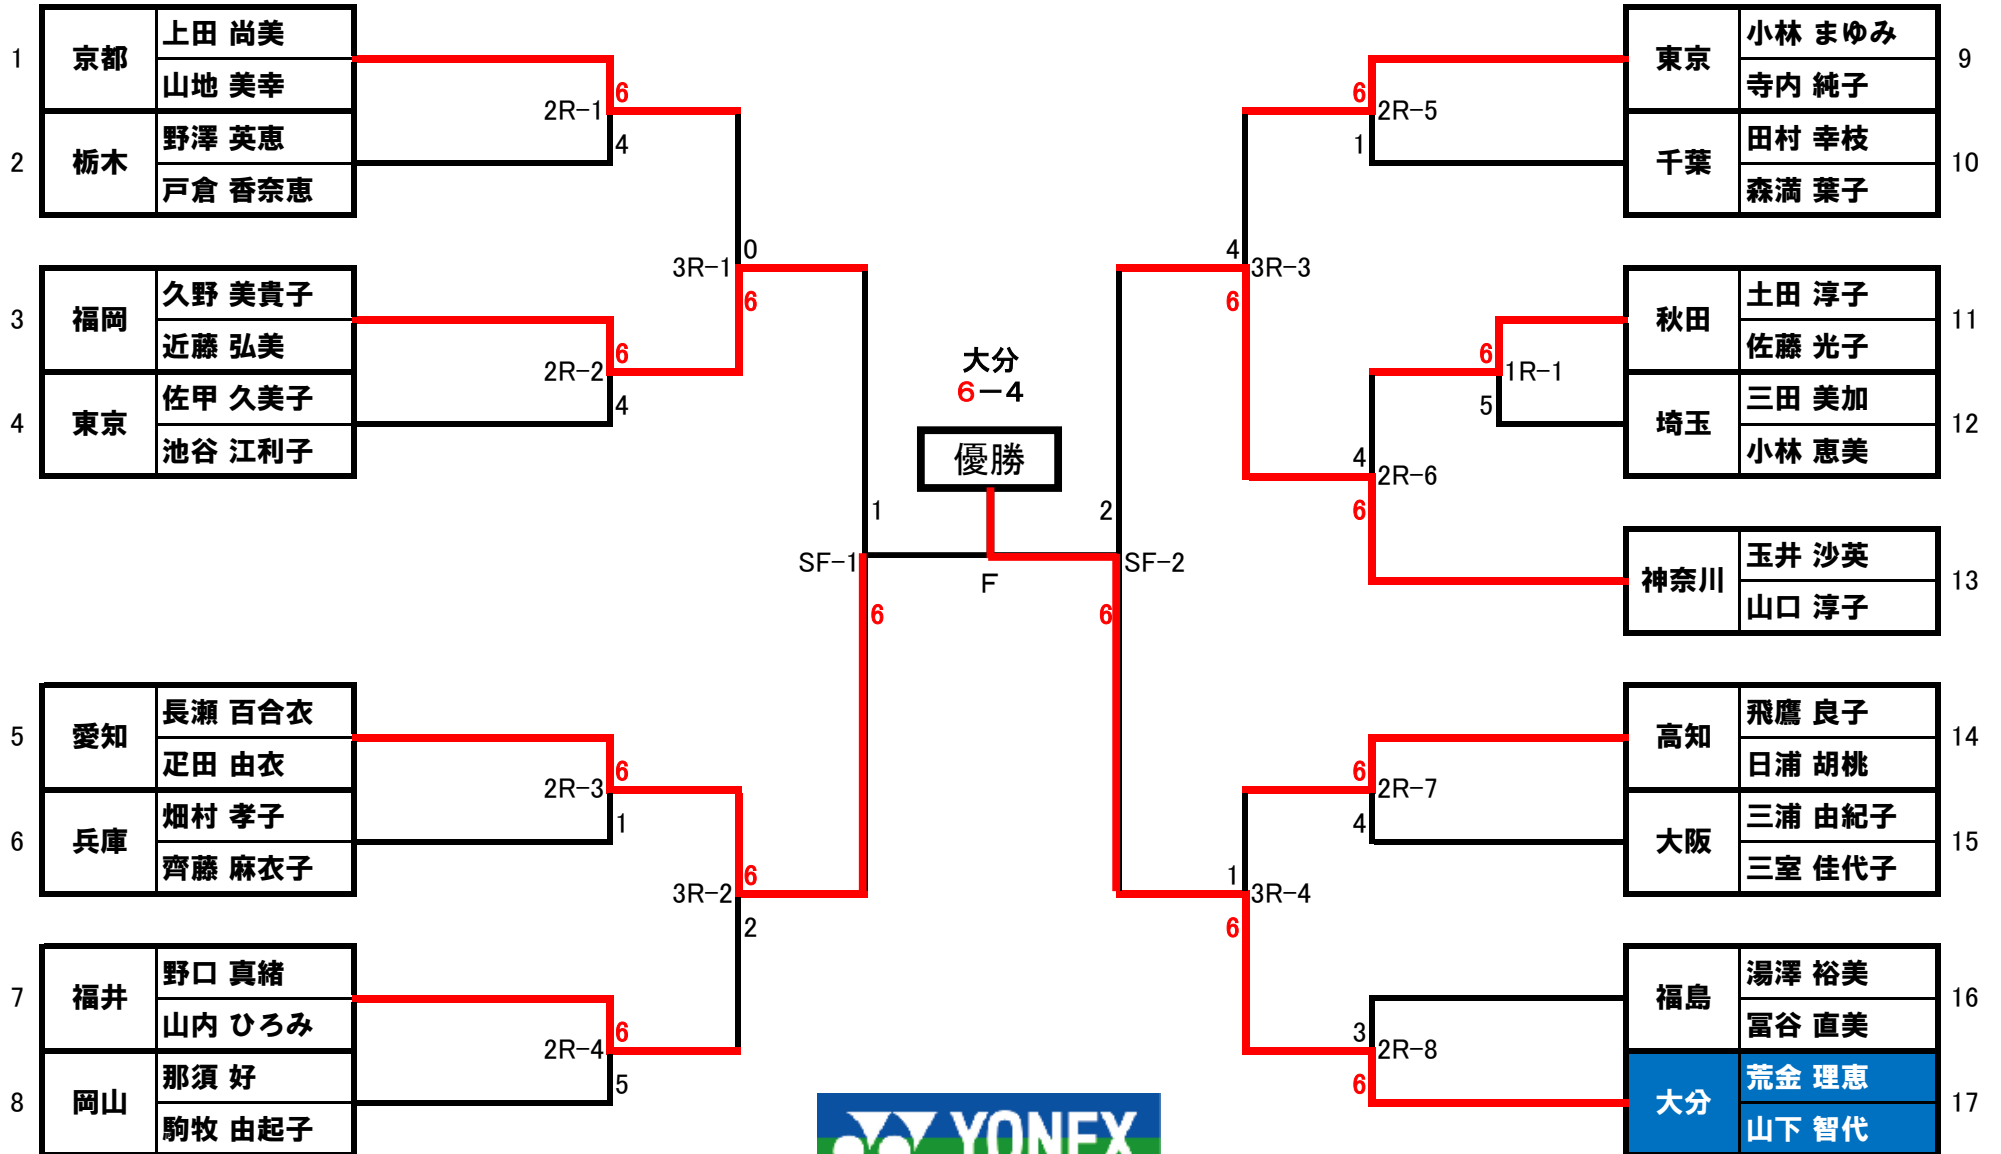 1 京都 上田 尚美
山地 美幸
2 栃木 野澤 英恵
戸倉 香奈恵
3 福岡 久野 美貴子
近藤 弘美
4 東京 佐甲 久美子
池谷 江利子
5 愛知 長瀬 百合衣
疋田 由衣
6 兵庫 畑村 孝子
齊藤 麻衣子
7 福井 野口 真緒
山内 ひろみ
8 岡山 那須 好
駒牧 由起子
2R-1 6
4
2R-2 6
4
2R-3 6
1
2R-4 6
5
3R-1 0
6
3R-2 6
2
SF-1 1
6
大分
6-4
優勝
F
2 SF-2
6
4 3R-3
6
1 3R-4
6
6 2R-5
1
6 1R-1
5
4 2R-6
6
6 2R-7
4
3 2R-8
6
東京 小林 まゆみ 9
寺内 純子
千葉 田村 幸枝 10
森満 葉子
秋田 土田 淳子 11
佐藤 光子
埼玉 三田 美加 12
小林 恵美
神奈川 玉井 沙英 13
山口 淳子
高知 飛鷹 良子 14
日浦 胡桃
大阪 三浦 由紀子 15
三室 佳代子
福島 湯澤 裕美 16
冨谷 直美
大分 荒金 理恵 17
山下 智代
YONEX